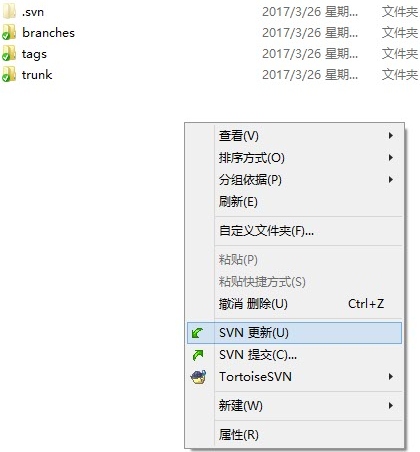 .svn 2017/3/26 星期... 文件夹
branches 2017/3/26 星期... 文件夹
tags 2017/3/26 星期... 文件夹
trunk 2017/3/26 星期... 文件夹
查看(V)
排序方式(O)
分组依据(P)
刷新(E)
自定义文件夹(F)...
粘贴(P)
粘贴快捷方式(S)
撤消 删除(U) Ctrl+Z
SVN 更新(U)
SVN 提交(C)...
TortoiseSVN
新建(W)
属性(R)